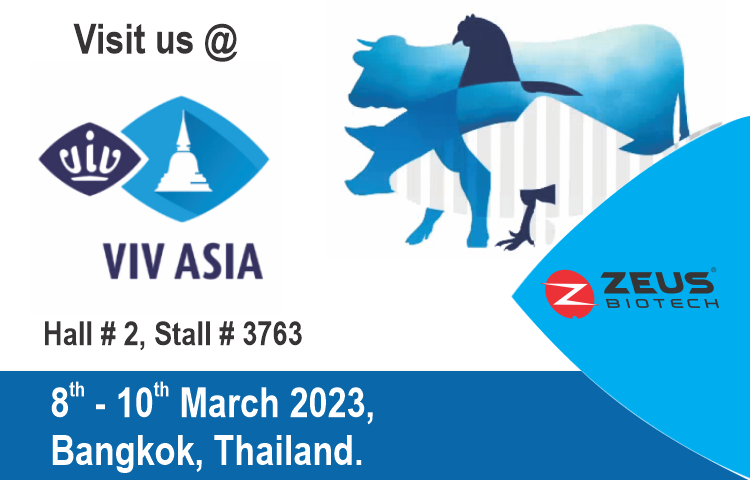 Visit us @
viv
VIV ASIA
Hall # 2, Stall # 3763
8th - 10th March 2023,
Bangkok, Thailand.
ZEUS®
BIOTECH